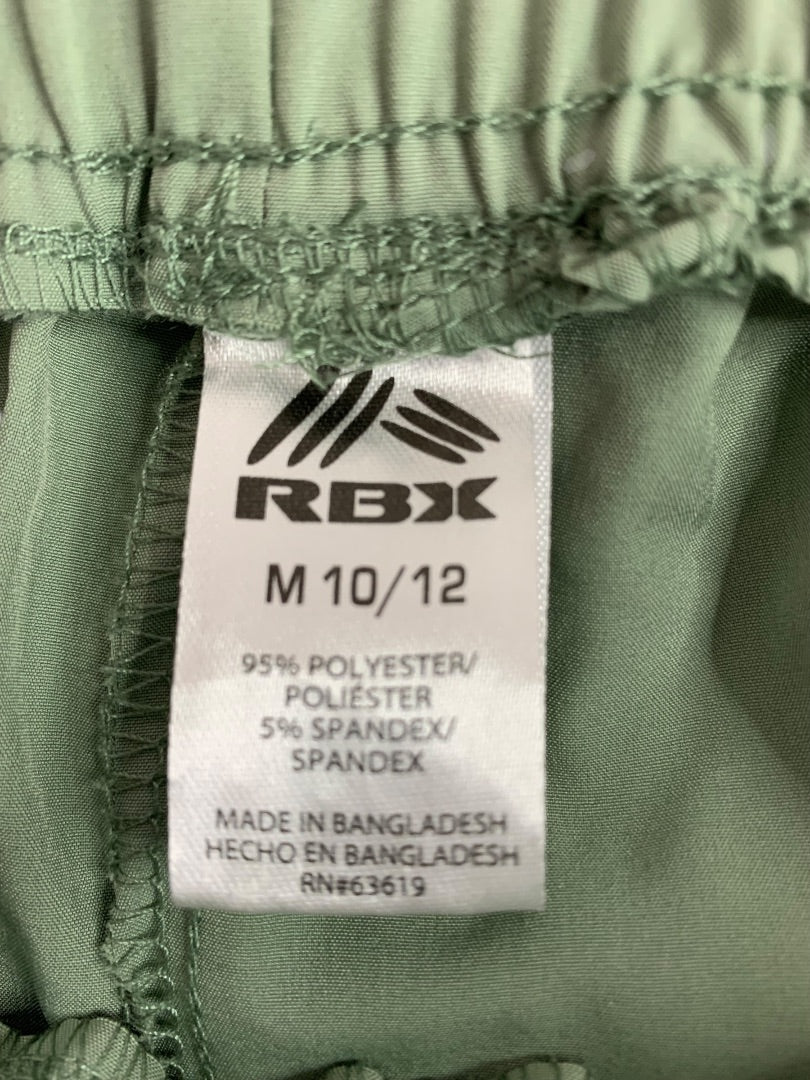 RBX
M 10/12
95% POLYESTER/
POLIÉSTER
5% SPANDEX/
SPANDEX
MADE IN BANGLADESH
HECHO EN BANGLADESH
RN#63619